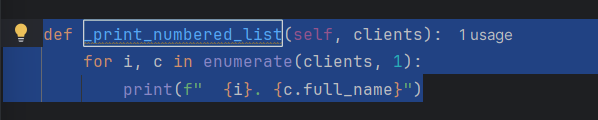 def _print_numbered_list(self, clients): 1 usage
    for i, c in enumerate(clients, 1):
        print(f"  {i}. {c.full_name}")